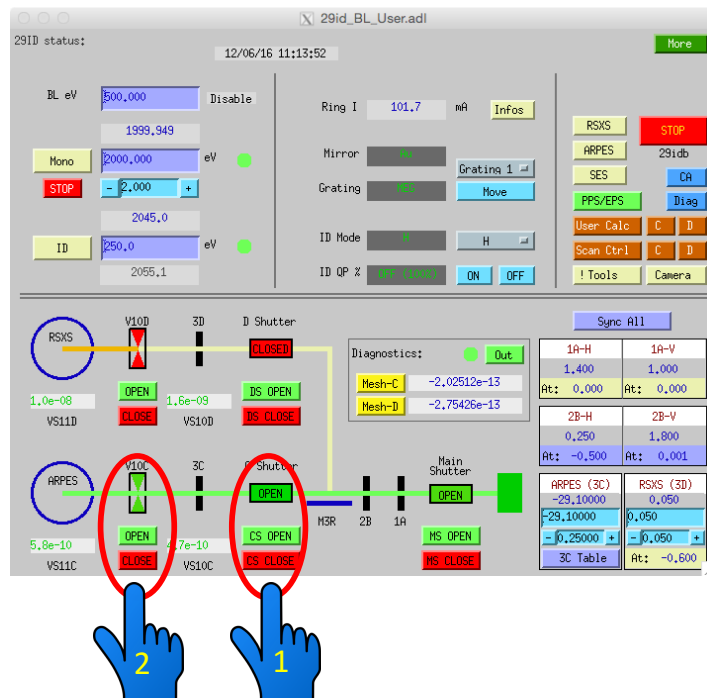 29id_BL_User.adl
29ID status:
12/06/16 11:13:52
More
BL eV
500.000
Disable
1999.949
Mono
2000.000
eV
STOP
- 2.000 +
2045.0
ID
250.0
eV
2055.1
Ring I 101.7 mA Infos
Mirror Au
Grating 1
Grating MEG
Move
ID Mode H
H
ID QP % OFF (100%) ON OFF
RSXS STOP
ARPES 29idb
SES CA
PPS/EPS Diag
User Calc C D
Scan Ctrl C D
! Tools Camera
RSXS
V10D 3D D Shutter
CLOSED
OPEN DS OPEN
1.0e-08 1.6e-09
CLOSE DS CLOSE
VS11D VS10D
Diagnostics: Out
Mesh-C -2.02512e-13
Mesh-D -2.75426e-13
Sync All
1A-H 1A-V
1.400 1.000
At: 0.000 At: 0.000
2B-H 2B-V
0.250 1.800
At: -0.500 At: 0.001
ARPES (3C) RSXS (3D)
-29.10000 0.050
-29.10000 0.050
- 0.25000 + - 0.050 +
3C Table At: -0.600
ARPES
V10C 3C Shutter
OPEN
Main
Shutter
OPEN
M3R 2B 1A
OPEN CS OPEN MS OPEN
5.8e-10 .7e-10
CLOSE CS CLOSE MS CLOSE
VS11C VS10C
2 1